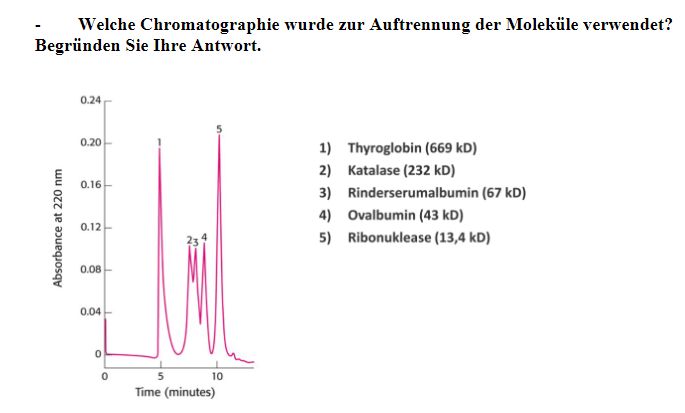 - Welche Chromatographie wurde zur Auftrennung der Moleküle verwendet?
Begründen Sie Ihre Antwort.
0.24
0.20
0.16
0.12
0.08
0.04
0
Absorbance at 220 nm
1
2 3 4
5
0 5 10
Time (minutes)
1) Thyroglobin (669 kD)
2) Katalase (232 kD)
3) Rinderserumalbumin (67 kD)
4) Ovalbumin (43 kD)
5) Ribonuklease (13,4 kD)